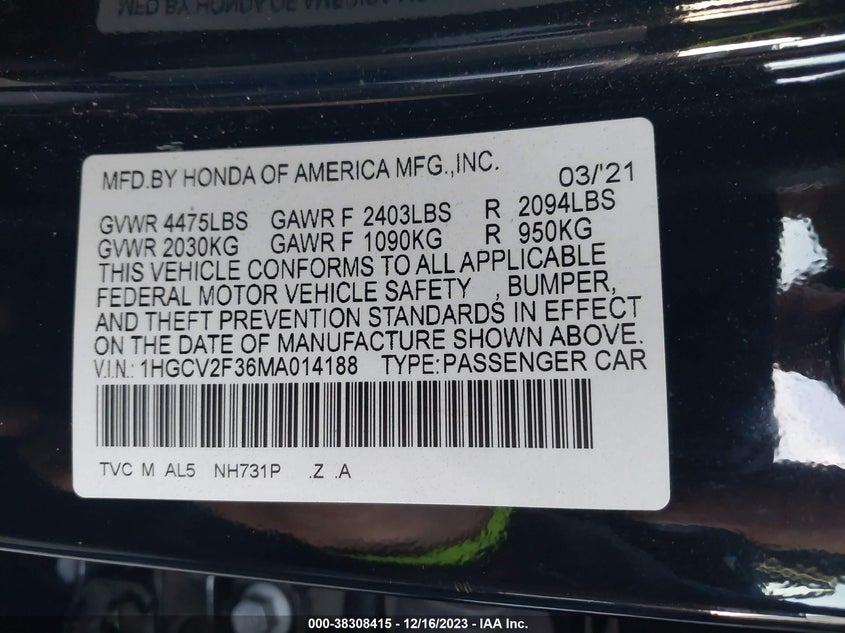 MFD.BY HONDA OF AMERICA MFG.,INC. 03/'21
GVWR 4475LBS GAWR F 2403LBS R 2094LBS
GVWR 2030KG GAWR F 1090KG R 950KG
THIS VEHICLE CONFORMS TO ALL APPLICABLE
FEDERAL MOTOR VEHICLE SAFETY , BUMPER,
AND THEFT PREVENTION STANDARDS IN EFFECT
ON THE DATE OF MANUFACTURE SHOWN ABOVE.
V.I.N.: 1HGCV2F36MA014188 TYPE:PASSENGER CAR
TVC M AL5 NH731P .Z .A
000-38308415 - 12/16/2023 - IAA Inc.